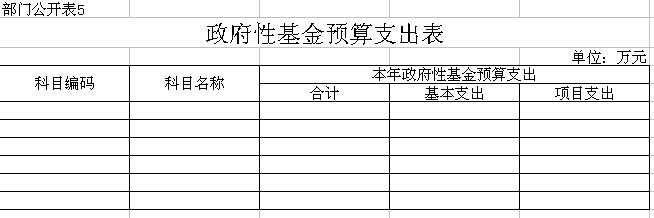 部门公开表5
政府性基金预算支出表
单位：万元
科目编码 科目名称 本年政府性基金预算支出
合计 基本支出 项目支出